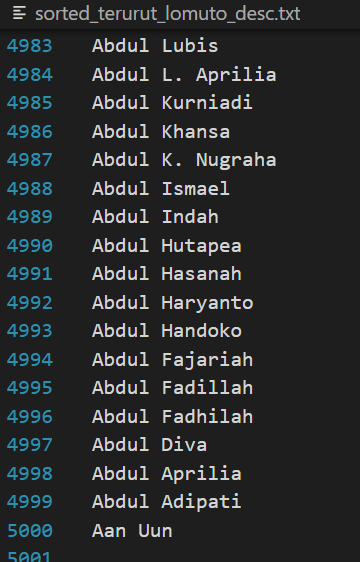 sorted_terurut_lomuto_desc.txt
4983 Abdul Lubis
4984 Abdul L. Aprilia
4985 Abdul Kurniadi
4986 Abdul Khansa
4987 Abdul K. Nugraha
4988 Abdul Ismael
4989 Abdul Indah
4990 Abdul Hutapea
4991 Abdul Hasanah
4992 Abdul Haryanto
4993 Abdul Handoko
4994 Abdul Fajariah
4995 Abdul Fadillah
4996 Abdul Fadhilah
4997 Abdul Diva
4998 Abdul Aprilia
4999 Abdul Adipati
5000 Aan Uun
5001